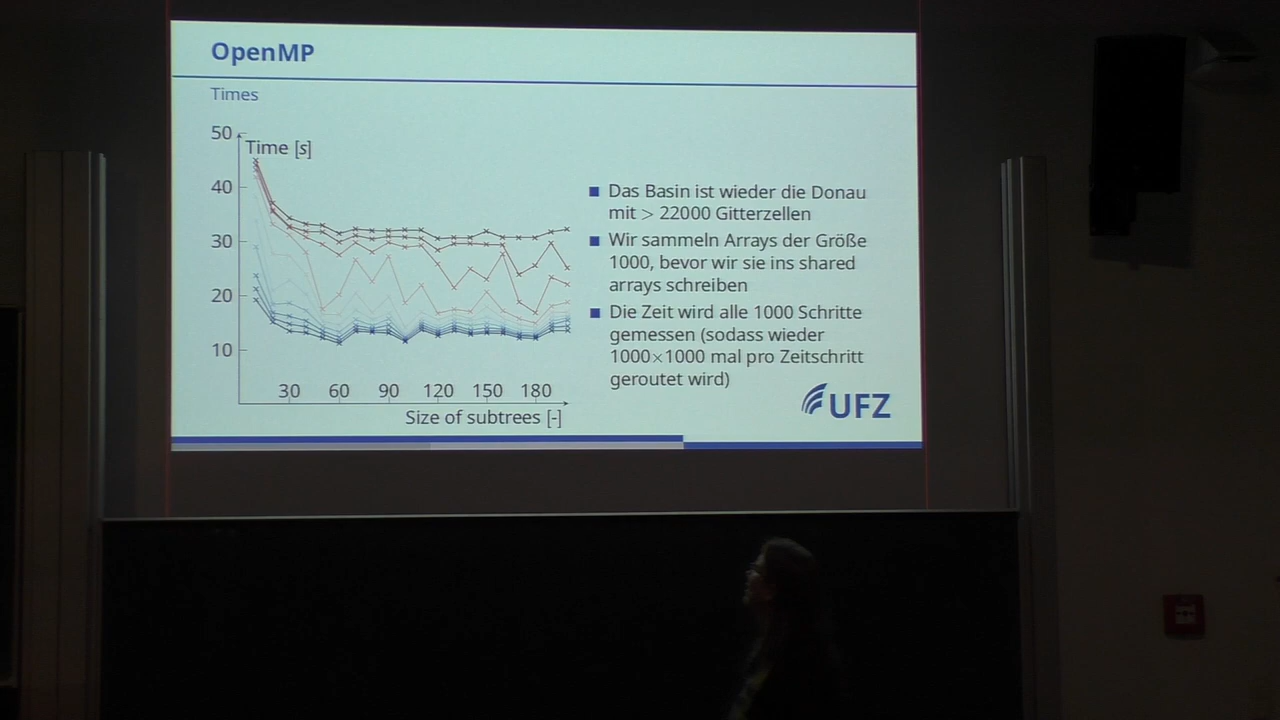 OpenMP
Times
50
Time [s]
40
30
20
10
30 60 90 120 150 180
Size of subtrees [-]
Das Basin ist wieder die Donau
mit > 22000 Gitterzellen
Wir sammeln Arrays der Größe
1000, bevor wir sie ins shared
arrays schreiben
Die Zeit wird alle 1000 Schritte
gemessen (sodass wieder
1000×1000 mal pro Zeitschritt
geroutet wird)
UFZ